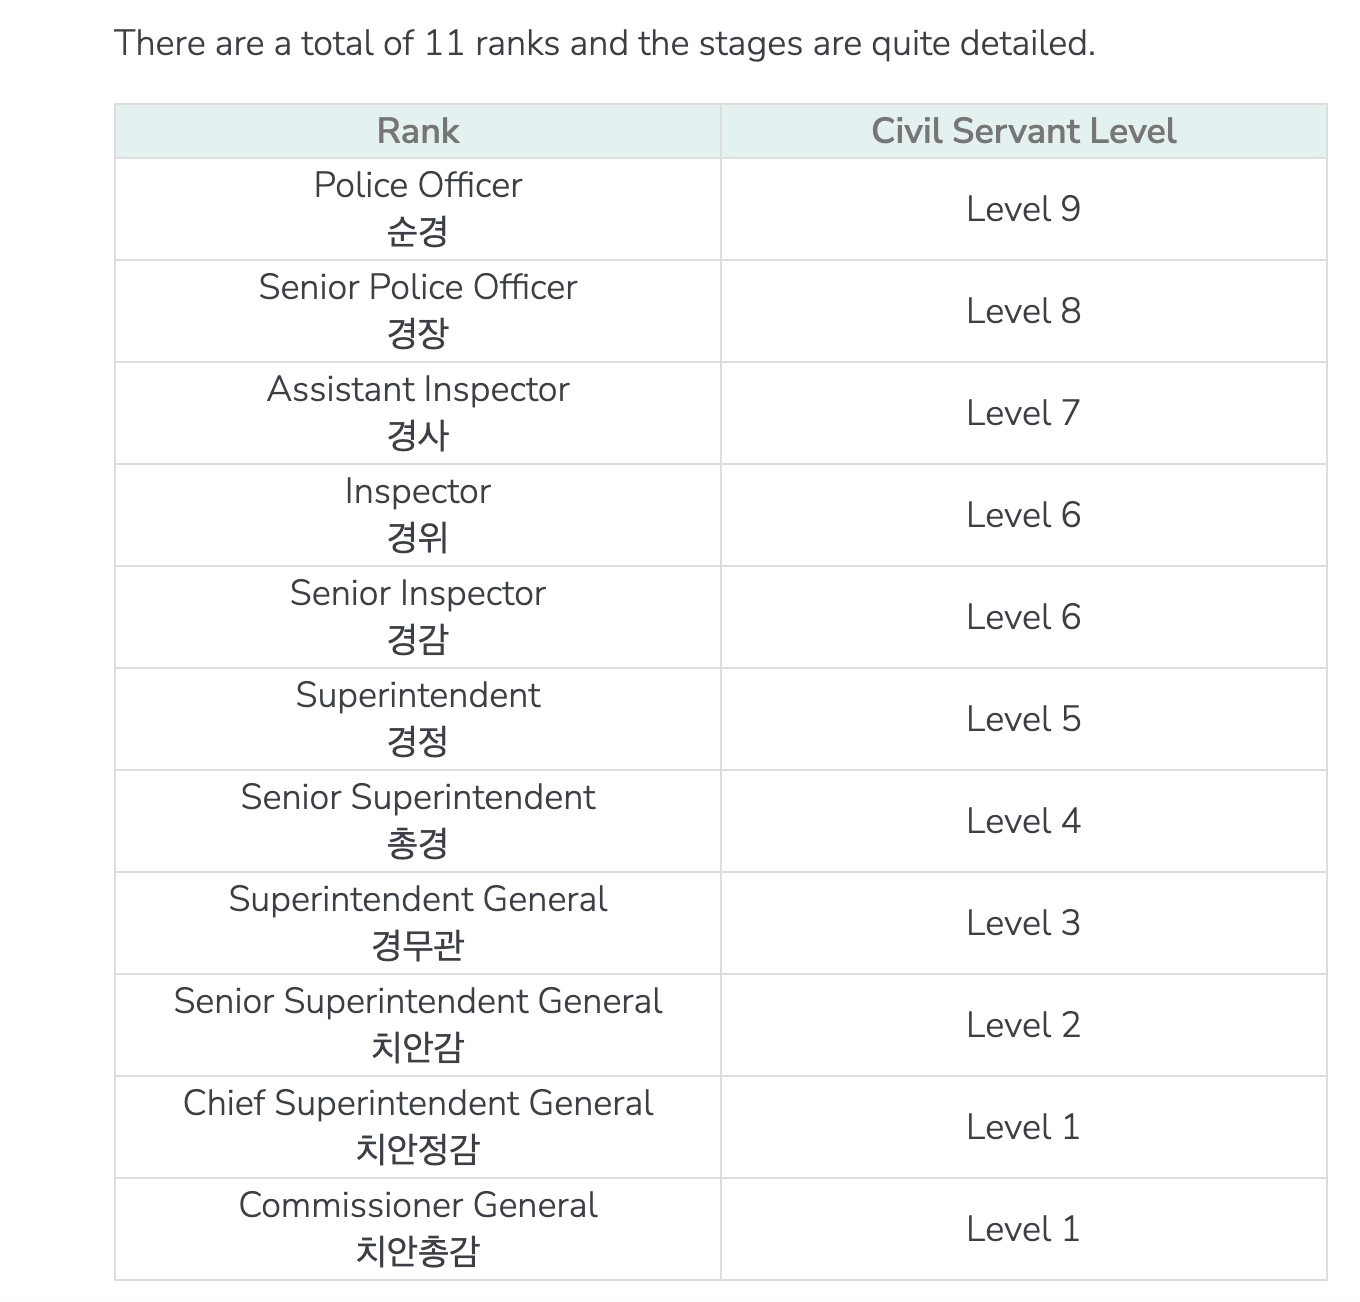 There are a total of 11 ranks and the stages are quite detailed.
Rank
Civil Servant Level
Police Officer
순경
Level 9
Senior Police Officer
경장
Level 8
Assistant Inspector
경사
Level 7
Inspector
경위
Level 6
Senior Inspector
경감
Level 6
Superintendent
경정
Level 5
Senior Superintendent
총경
Level 4
Superintendent General
경무관
Level 3
Senior Superintendent General
치안감
Level 2
Chief Superintendent General
치안정감
Level 1
Commissioner General
치안총감
Level 1